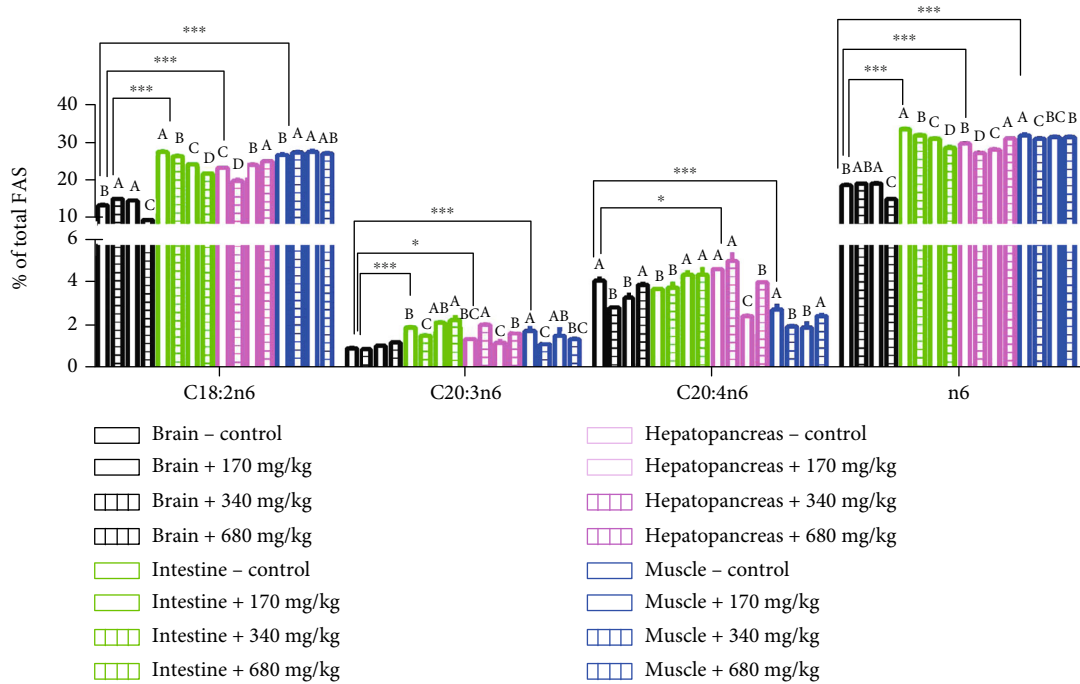 % of total FAS
40
30
20
10
6
4
2
0
*** *** *** B A A C A B C D C D A A B A A AB
*** * *** B C AB A BC A C B A C AB BC
*** * A B B A B B A A A A C B A B B A
*** *** *** B ABA C A B C D B D C A A C BC B
C18:2n6 C20:3n6 C20:4n6 n6
Brain – control
Brain + 170 mg/kg
Brain + 340 mg/kg
Brain + 680 mg/kg
Intestine – control
Intestine + 170 mg/kg
Intestine + 340 mg/kg
Intestine + 680 mg/kg
Hepatopancreas – control
Hepatopancreas + 170 mg/kg
Hepatopancreas + 340 mg/kg
Hepatopancreas + 680 mg/kg
Muscle – control
Muscle + 170 mg/kg
Muscle + 340 mg/kg
Muscle + 680 mg/kg